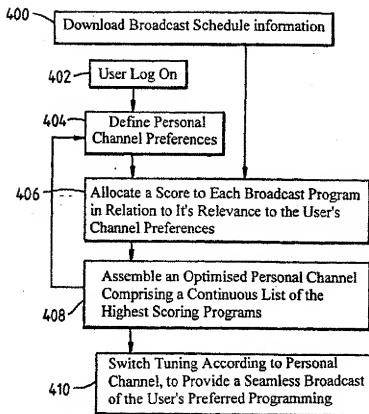 400
Download Broadcast Schedule information
402
User Log On
404
Define Personal
Channel Preferences
406
Allocate a Score to Each Broadcast Program
in Relation to It's Relevance to the User's
Channel Preferences
Assemble an Optimised Personal Channel
Comprising a Continuous List of the
Highest Scoring Programs
408
Switch Tuning According to Personal
Channel, to Provide a Seamless Broadcast
of the User's Preferred Programming
410